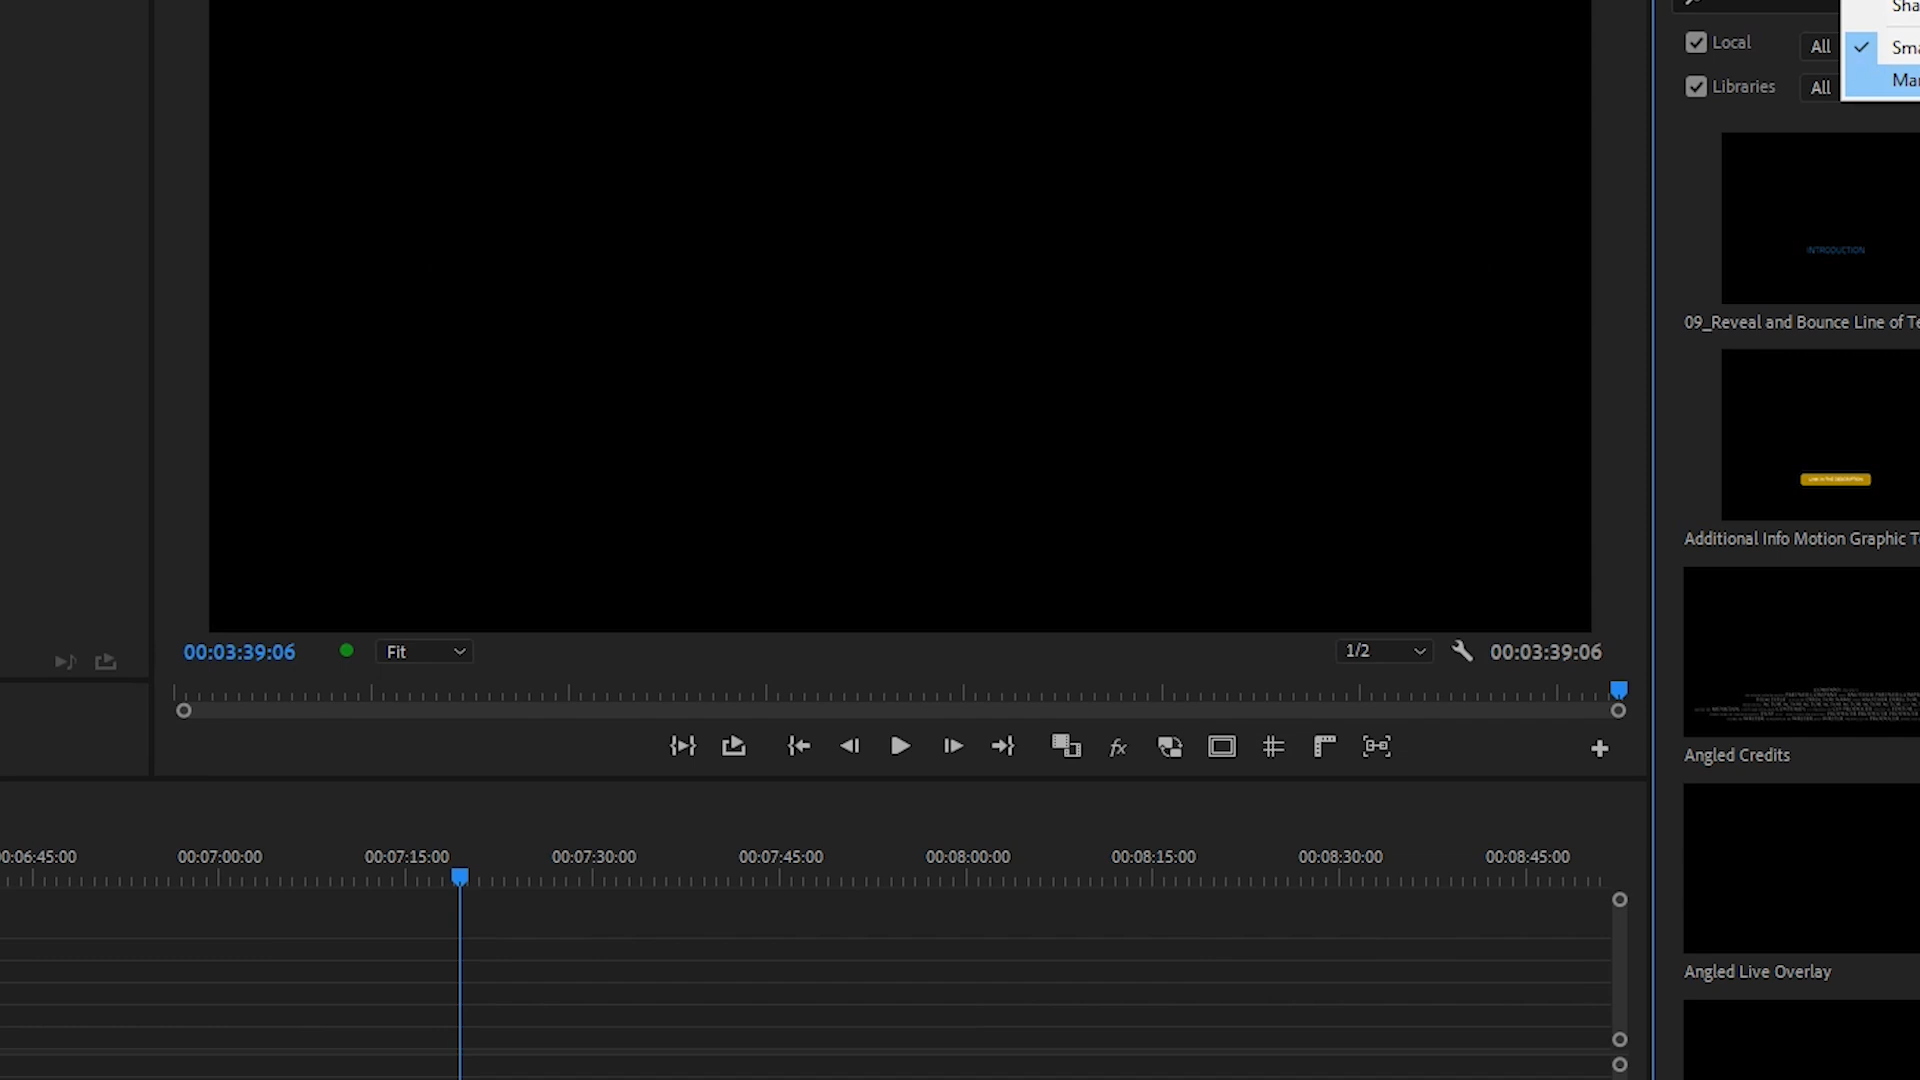 Sha
Local
All
Sma
Libraries
All
Mar
INTRODUCTION
09_Reveal and Bounce Line of Te
LINK IN THE DESCRIPTION
Additional Info Motion Graphic T
00:03:39:06
Fit
1/2
00:03:39:06
fx
Angled Credits
0:06:45:00
00:07:00:00
00:07:15:00
00:07:30:00
00:07:45:00
00:08:00:00
00:08:15:00
00:08:30:00
00:08:45:00
Angled Live Overlay